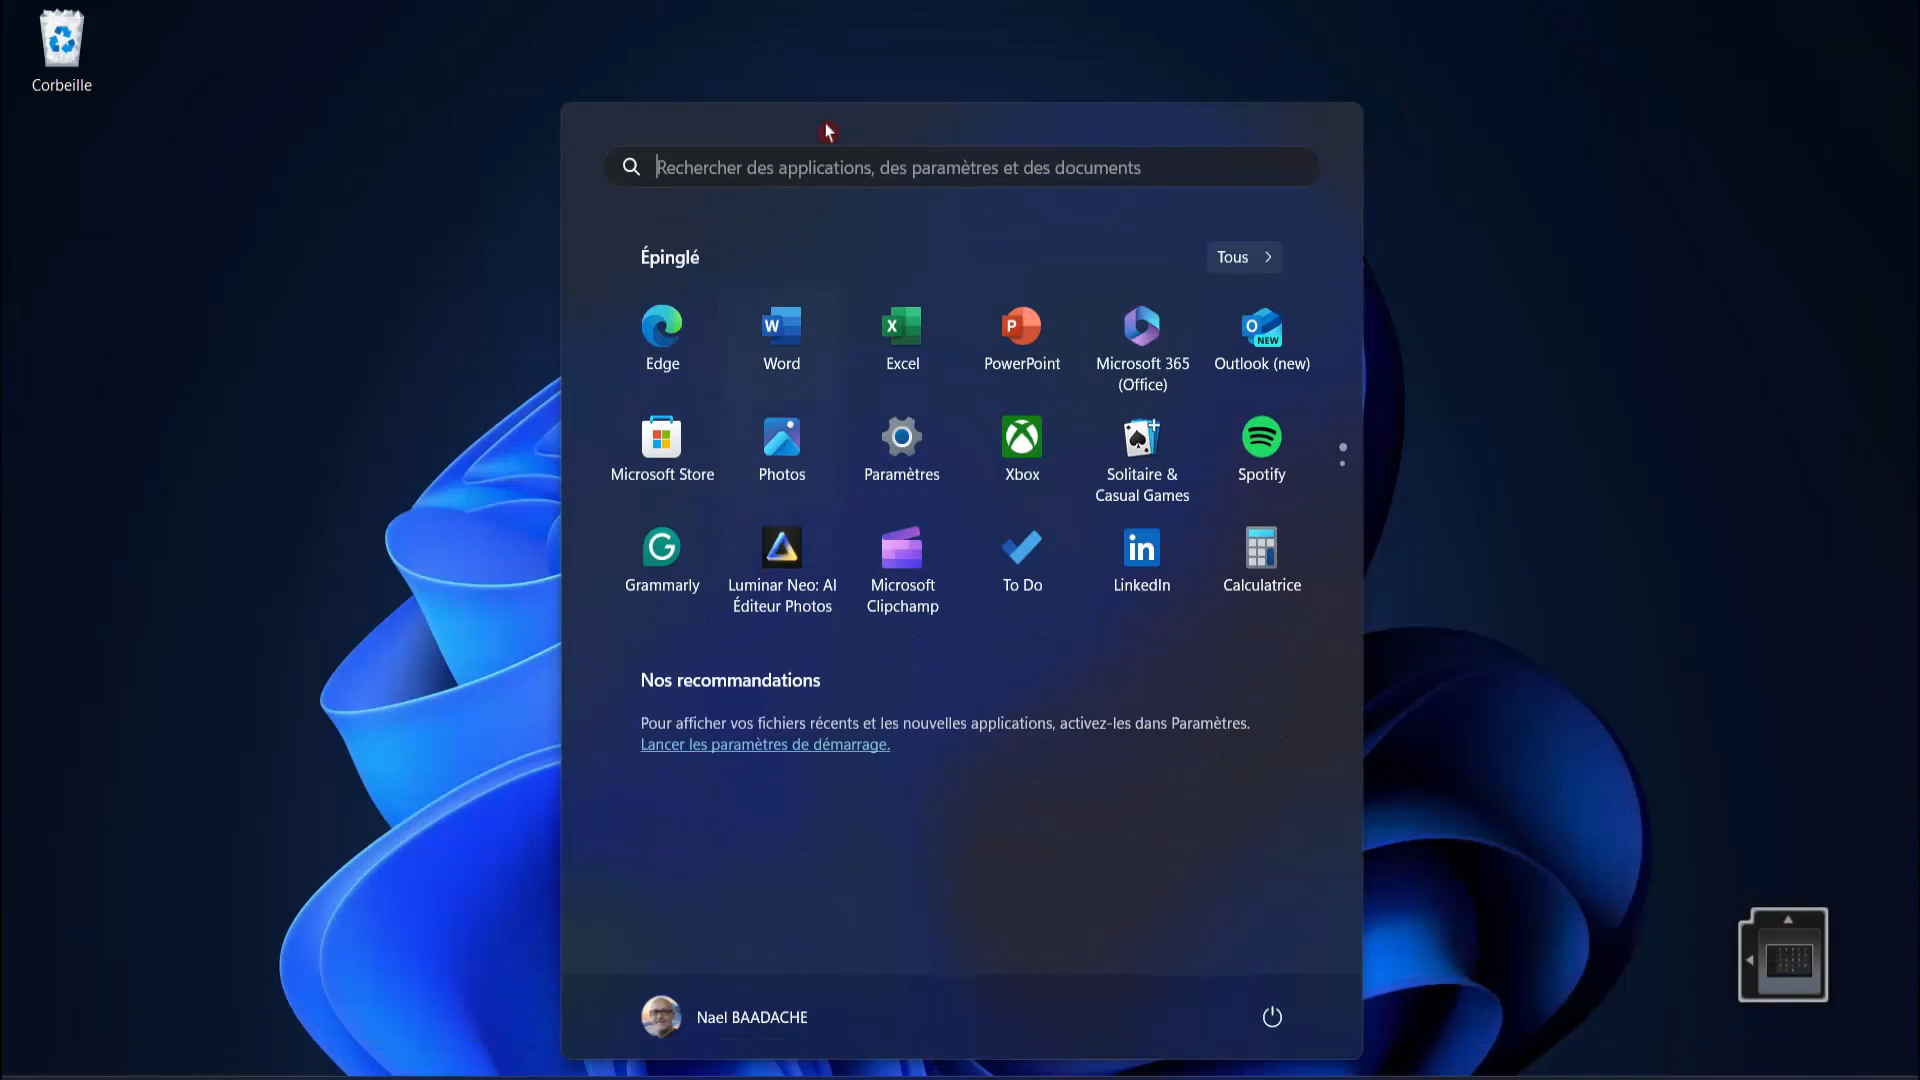 Corbeille
Rechercher des applications, des paramètres et des documents
Épinglé
Tous
Edge
Word
Excel
PowerPoint
Microsoft 365
(Office)
Outlook (new)
Microsoft Store
Photos
Paramètres
Xbox
Solitaire &
Casual Games
Spotify
Grammarly
Luminar Neo: AI
Éditeur Photos
Microsoft
Clipchamp
To Do
LinkedIn
Calculatrice
Nos recommandations
Pour afficher vos fichiers récents et les nouvelles applications, activez-les dans Paramètres.
Lancer les paramètres de démarrage.
Nael BAADACHE